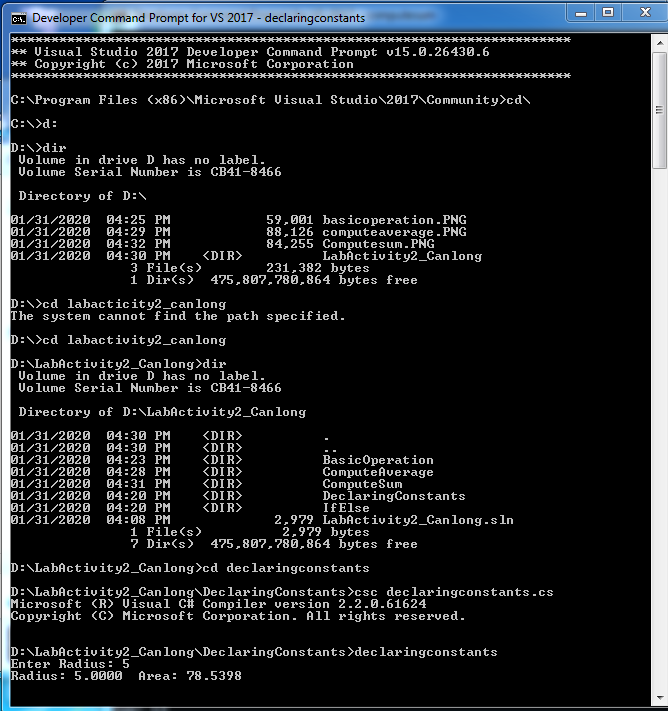 Developer Command Prompt for VS 2017 - declaringconstants
**********************************************************************
** Visual Studio 2017 Developer Command Prompt v15.0.26430.6
** Copyright (c) 2017 Microsoft Corporation
**********************************************************************
C:\Program Files (x86)\Microsoft Visual Studio\2017\Community>cd\
C:\>d:
D:\>dir
Volume in drive D has no label.
Volume Serial Number is CB41-8466
Directory of D:\
01/31/2020  04:25 PM            59,001 basicoperation.PNG
01/31/2020  04:29 PM            88,126 computeaverage.PNG
01/31/2020  04:32 PM            84,255 Computesum.PNG
01/31/2020  04:30 PM    <DIR>          LabActivity2_Canlong
3 File(s)        231,382 bytes
1 Dir(s)  475,807,780,864 bytes free
D:\>cd labacticity2_canlong
The system cannot find the path specified.
D:\>cd labactivity2_canlong
D:\LabActivity2_Canlong>dir
Volume in drive D has no label.
Volume Serial Number is CB41-8466
Directory of D:\LabActivity2_Canlong
01/31/2020  04:30 PM    <DIR>          .
01/31/2020  04:30 PM    <DIR>          ..
01/31/2020  04:23 PM    <DIR>          BasicOperation
01/31/2020  04:28 PM    <DIR>          ComputeAverage
01/31/2020  04:31 PM    <DIR>          ComputeSum
01/31/2020  04:20 PM    <DIR>          DeclaringConstants
01/31/2020  04:20 PM    <DIR>          IfElse
01/31/2020  04:08 PM             2,979 LabActivity2_Canlong.sln
1 File(s)          2,979 bytes
7 Dir(s)  475,807,780,864 bytes free
D:\LabActivity2_Canlong>cd declaringconstants
D:\LabActivity2_Canlong\DeclaringConstants>csc declaringconstants.cs
Microsoft (R) Visual C# Compiler version 2.2.0.61624
Copyright (C) Microsoft Corporation. All rights reserved.
D:\LabActivity2_Canlong\DeclaringConstants>declaringconstants
Enter Radius: 5
Radius: 5.0000  Area: 78.5398